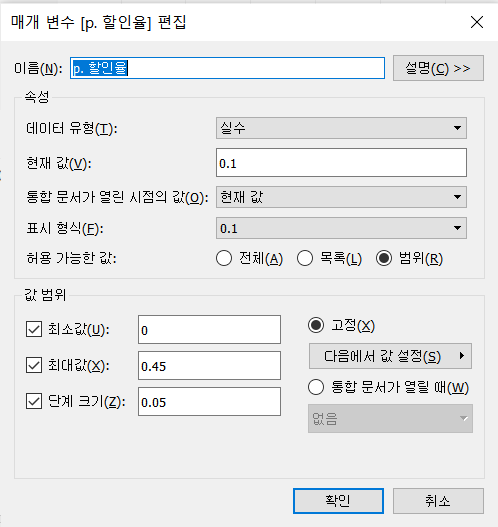 매개 변수 [p. 할인율] 편집
이름(N): p. 할인율 설명(C) >>
속성
데이터 유형(T): 실수
현재 값(V): 0.1
통합 문서가 열린 시점의 값(O): 현재 값
표시 형식(F): 0.1
허용 가능한 값: 전체(A) 목록(L) 범위(R)
값 범위
최소값(U): 0 고정(X)
최대값(X): 0.45 다음에서 값 설정(S)
단계 크기(Z): 0.05 통합 문서가 열릴 때(W)
없음
확인 취소